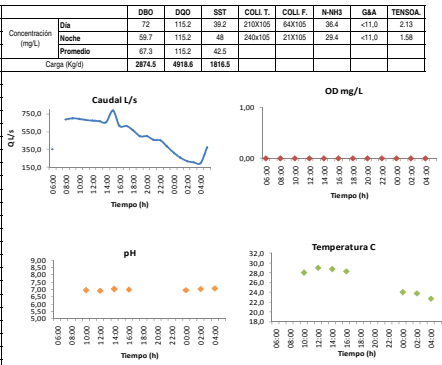 DBO DQO SST COLI. T. COLI. F. N-NH3 G&A TENSOA.
Concentración (mg/L)
Día 72 115.2 39.2 210X105 64X105 36.4 <11,0 2.13
Noche 59.7 115.2 48 240x105 21X105 29.4 <11,0 1.58
Promedio 67.3 115.2 42.5
Carga (Kg/d) 2874.5 4918.6 1816.5
Caudal L/s
Q L/s
750,0
550,0
350,0
150,0
06:00 08:00 10:00 12:00 14:00 16:00 18:00 20:00 22:00 00:00 02:00 04:00
Tiempo (h)
OD mg/L
1,00
0,00
06:00 08:00 10:00 12:00 14:00 16:00 18:00 20:00 22:00 00:00 02:00 04:00
Tiempo (h)
pH
9,00
8,50
8,00
7,50
7,00
6,50
6,00
5,50
5,00
06:00 08:00 10:00 12:00 14:00 16:00 18:00 20:00 22:00 00:00 02:00 04:00
Tiempo (h)
Temperatura C
32,0
30,0
28,0
26,0
24,0
22,0
20,0
18,0
06:00 08:00 10:00 12:00 14:00 16:00 18:00 20:00 22:00 00:00 02:00 04:00
Tiempo (h)